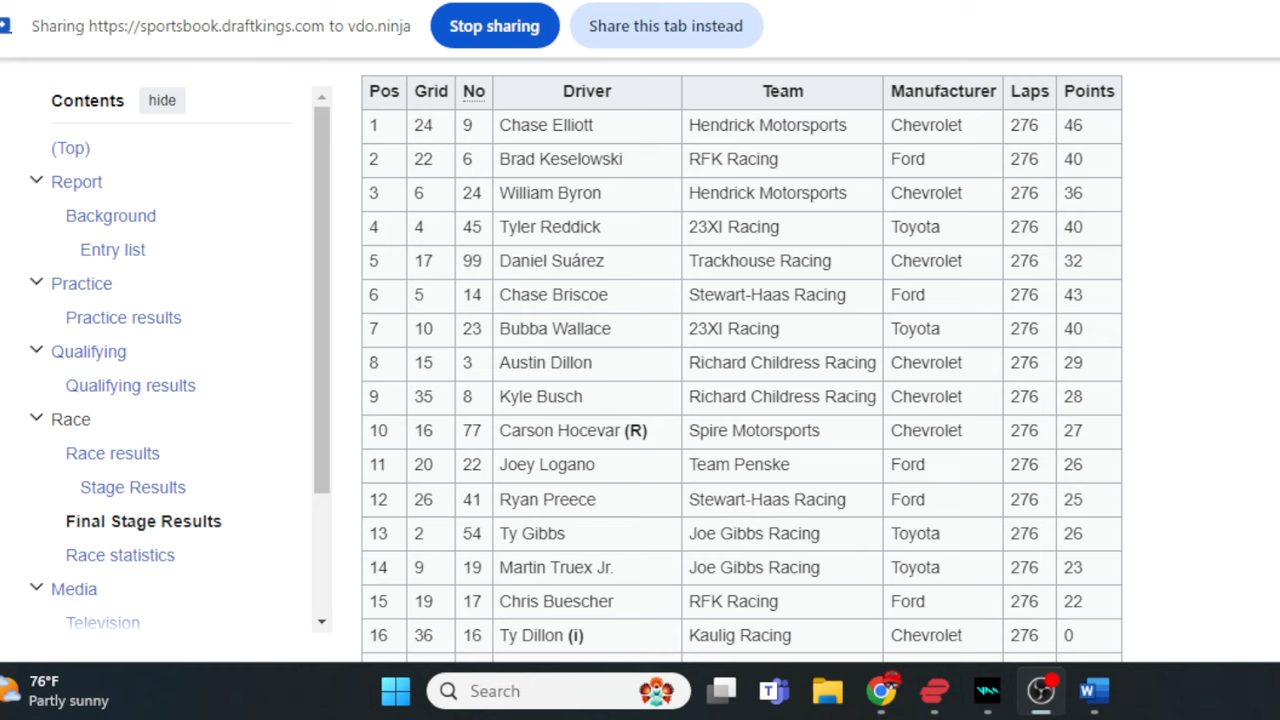 Sharing https://sportsbook.draftkings.com to vdo.ninja Stop sharing Share this tab instead
Contents hide
(Top)
Report
Background
Entry list
Practice
Practice results
Qualifying
Qualifying results
Race
Race results
Stage Results
Final Stage Results
Race statistics
Media
Television
Pos Grid No Driver Team Manufacturer Laps Points
1 24 9 Chase Elliott Hendrick Motorsports Chevrolet 276 46
2 22 6 Brad Keselowski RFK Racing Ford 276 40
3 6 24 William Byron Hendrick Motorsports Chevrolet 276 36
4 4 45 Tyler Reddick 23XI Racing Toyota 276 40
5 17 99 Daniel Suárez Trackhouse Racing Chevrolet 276 32
6 5 14 Chase Briscoe Stewart-Haas Racing Ford 276 43
7 10 23 Bubba Wallace 23XI Racing Toyota 276 40
8 15 3 Austin Dillon Richard Childress Racing Chevrolet 276 29
9 35 8 Kyle Busch Richard Childress Racing Chevrolet 276 28
10 16 77 Carson Hocevar (R) Spire Motorsports Chevrolet 276 27
11 20 22 Joey Logano Team Penske Ford 276 26
12 26 41 Ryan Preece Stewart-Haas Racing Ford 276 25
13 2 54 Ty Gibbs Joe Gibbs Racing Toyota 276 26
14 9 19 Martin Truex Jr. Joe Gibbs Racing Toyota 276 23
15 19 17 Chris Buescher RFK Racing Ford 276 22
16 36 16 Ty Dillon (i) Kaulig Racing Chevrolet 276 0
76°F
Partly sunny
Search